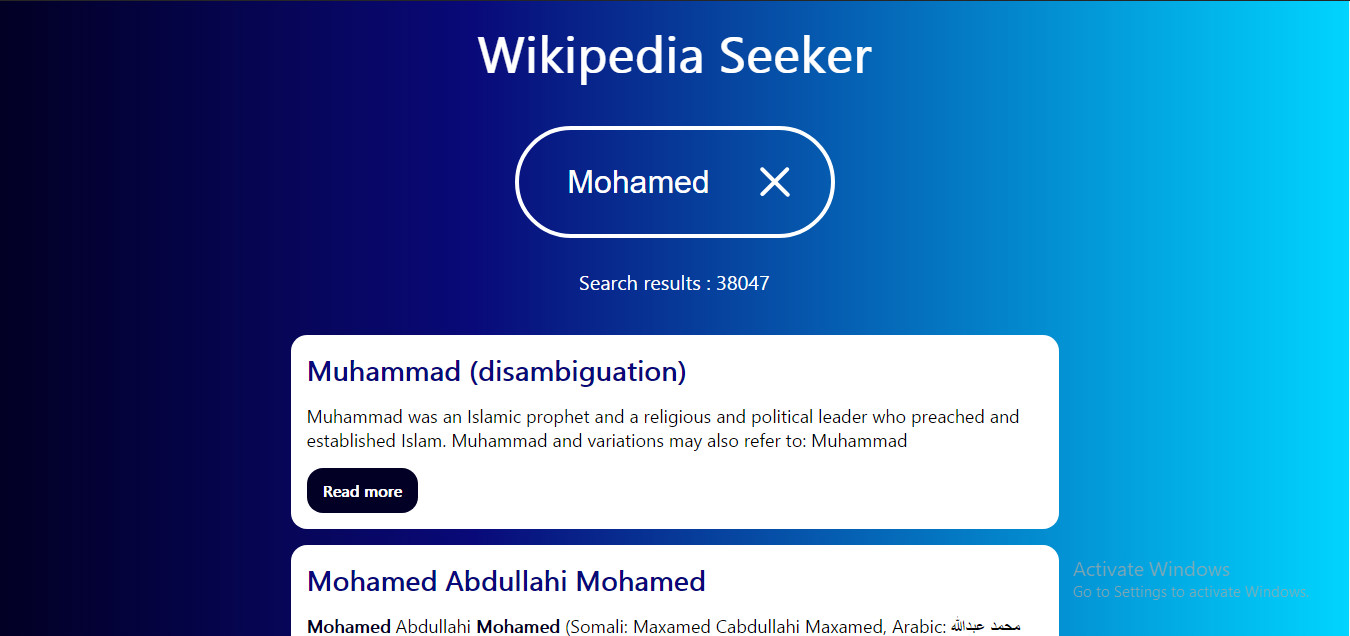 Wikipedia Seeker
Mohamed
Search results : 38047
Muhammad (disambiguation)
Muhammad was an Islamic prophet and a religious and political leader who preached and
established Islam. Muhammad and variations may also refer to: Muhammad
Read more
Mohamed Abdullahi Mohamed
Mohamed Abdullahi Mohamed (Somali: Maxamed Cabdullahi Maxamed, Arabic: محمد عبدالله
Activate Windows
Go to Settings to activate Windows.